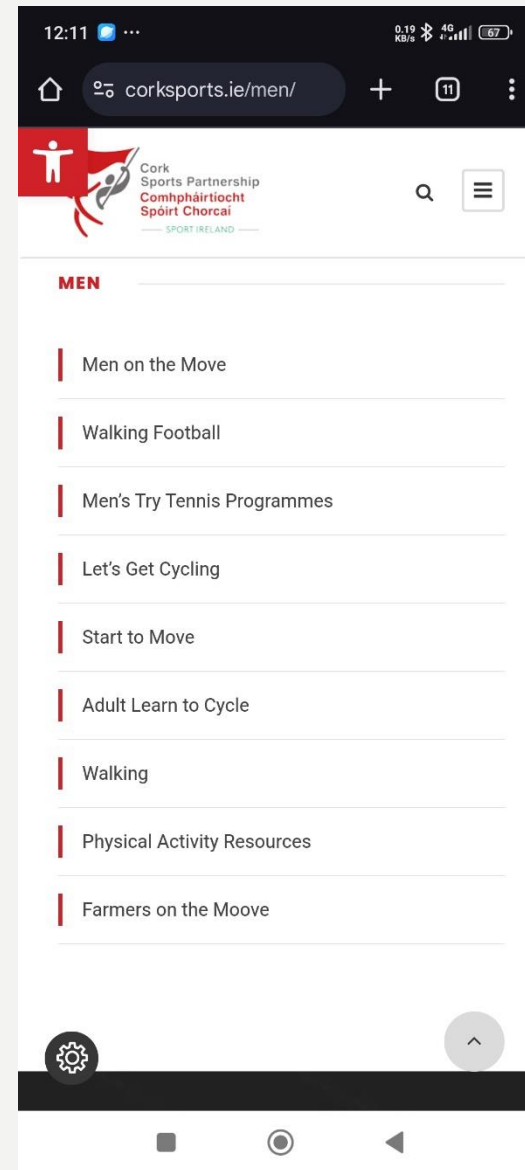 12:11
0.19
KB/s
4G
67
corksports.ie/men/
11
Cork
Sports Partnership
Comhpháirtíocht
Spóirt Chorcaí
SPORT IRELAND
MEN
Men on the Move
Walking Football
Men's Try Tennis Programmes
Let's Get Cycling
Start to Move
Adult Learn to Cycle
Walking
Physical Activity Resources
Farmers on the Moove